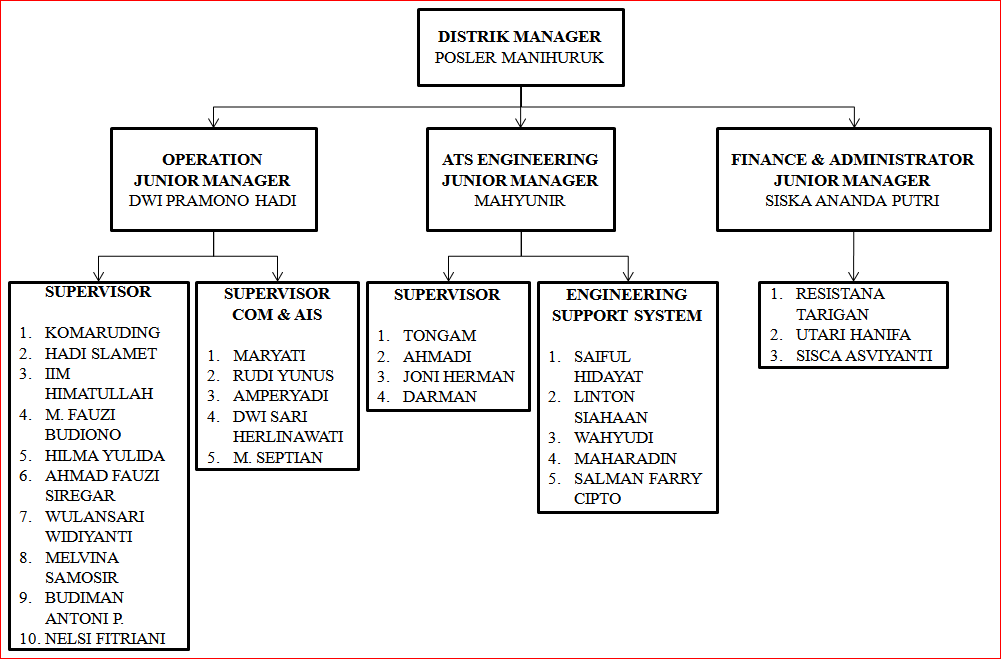 DISTRIK MANAGER
POSLER MANIHURUK
OPERATION
JUNIOR MANAGER
DWI PRAMONO HADI
ATS ENGINEERING
JUNIOR MANAGER
MAHYUNIR
FINANCE & ADMINISTRATOR
JUNIOR MANAGER
SISKA ANANDA PUTRI
SUPERVISOR
1. KOMARUDING
2. HADI SLAMET
3. IIM
HIMATULLAH
4. M. FAUZI
BUDIONO
5. HILMA YULIDA
6. AHMAD FAUZI
SIREGAR
7. WULANSARI
WIDIYANTI
8. MELVINA
SAMOSIR
9. BUDIMAN
ANTONI P.
10. NELSI FITRIANI
SUPERVISOR
COM & AIS
1. MARYATI
2. RUDI YUNUS
3. AMPERYADI
4. DWI SARI
HERLINAWATI
5. M. SEPTIAN
SUPERVISOR
1. TONGAM
2. AHMADI
3. JONI HERMAN
4. DARMAN
ENGINEERING
SUPPORT SYSTEM
1. SAIFUL
HIDAYAT
2. LINTON
SIAHAAN
3. WAHYUDI
4. MAHARADIN
5. SALMAN FARRY
CIPTO
1. RESISTANA
TARIGAN
2. UTARI HANIFA
3. SISCA ASVIYANTI